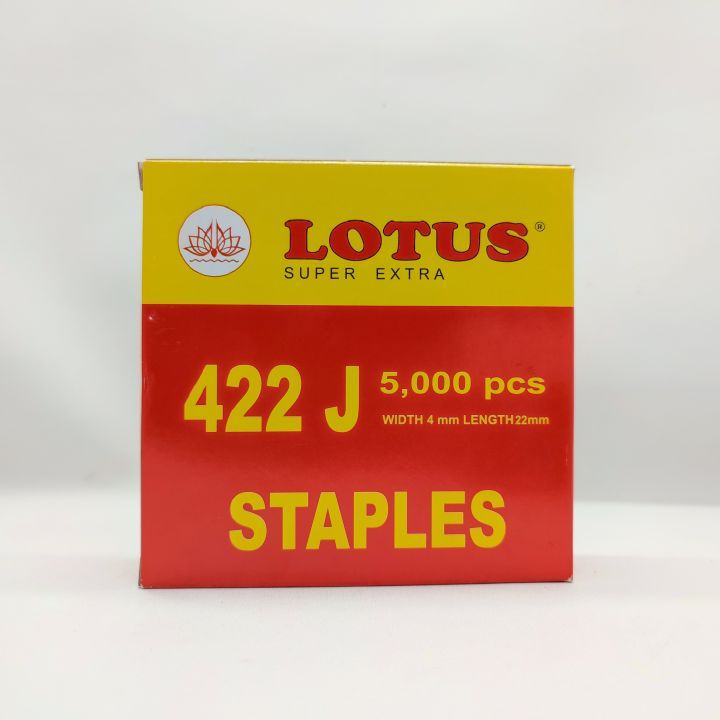 LOTUS®
SUPER EXTRA
422 J
5,000 pcs
WIDTH 4 mm LENGTH 22mm
STAPLES